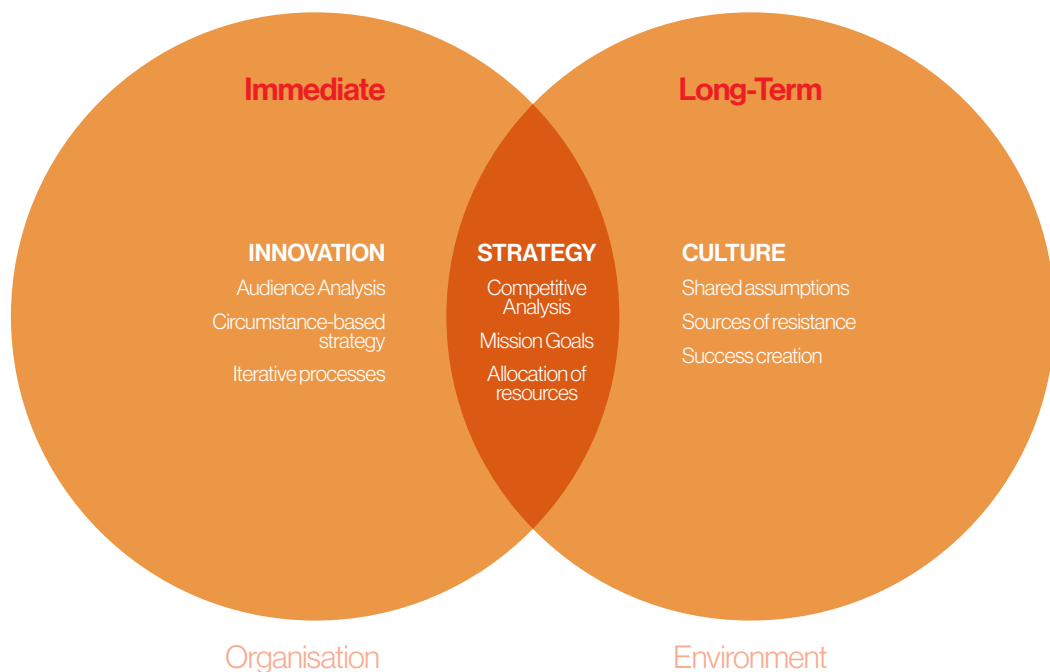 Immediate
Long-Term
INNOVATION
Audience Analysis
Circumstance-based
strategy
Iterative processes
STRATEGY
Competitive
Analysis
Mission Goals
Allocation of
resources
CULTURE
Shared assumptions
Sources of resistance
Success creation
Organisation
Environment